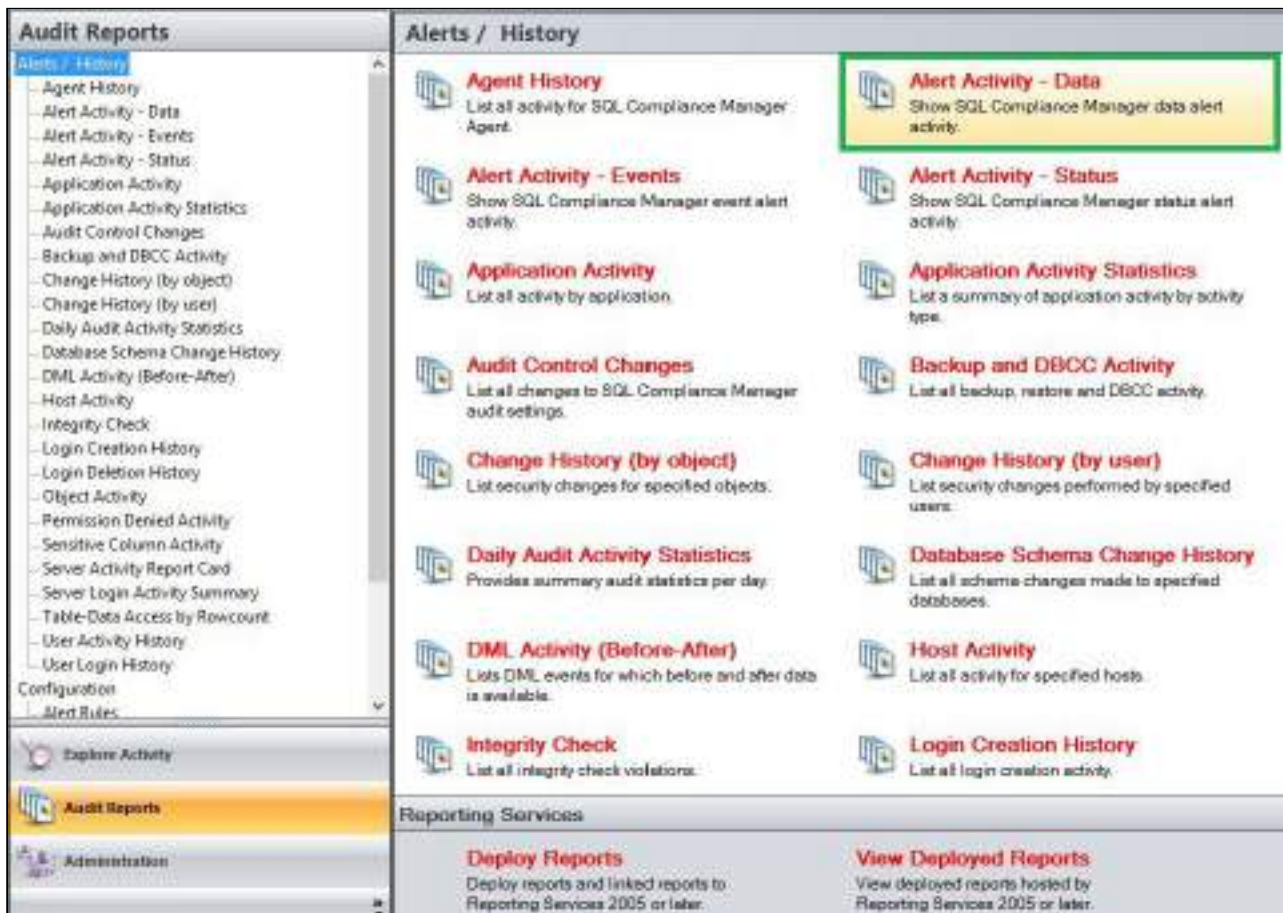 Audit Reports
Alerts / History
Agent History
Alert Activity - Data
Alert Activity - Events
Alert Activity - Status
Application Activity
Application Activity Statistics
Audit Control Changes
Backup and DBCC Activity
Change History (by object)
Change History (by user)
Daily Audit Activity Statistics
Database Schema Change History
DML Activity (Before-After)
Host Activity
Integrity Check
Login Creation History
Login Deletion History
Object Activity
Permission Denied Activity
Sensitive Column Activity
Server Activity Report Card
Server Login Activity Summary
Table-Data Access by Rowcount
User Activity History
User Login History
Configuration
Alert Rules
Explore Activity
Audit Reports
Administration
Alerts / History
Agent History
List all activity for SQL Compliance Manager
Agent.
Alert Activity - Data
Show SQL Compliance Manager data alert
activity.
Alert Activity - Events
Show SQL Compliance Manager event alert
activity.
Alert Activity - Status
Show SQL Compliance Manager status alert
activity.
Application Activity
List all activity by application.
Application Activity Statistics
List a summary of application activity by activity
type.
Audit Control Changes
List all changes to SQL Compliance Manager
audit settings.
Backup and DBCC Activity
List all backup, restore and DBCC activity.
Change History (by object)
List security changes for specified objects.
Change History (by user)
List security changes performed by specified
users.
Daily Audit Activity Statistics
Provides summary audit statistics per day.
Database Schema Change History
List all schema changes made to specified
databases.
DML Activity (Before-After)
Lists DML events for which before and after data
is available.
Host Activity
List all activity for specified hosts.
Integrity Check
List all integrity check violations.
Login Creation History
List all login creation activity.
Reporting Services
Deploy Reports
Deploy reports and linked reports to
Reporting Services 2005 or later.
View Deployed Reports
View deployed reports hosted by
Reporting Services 2005 or later.